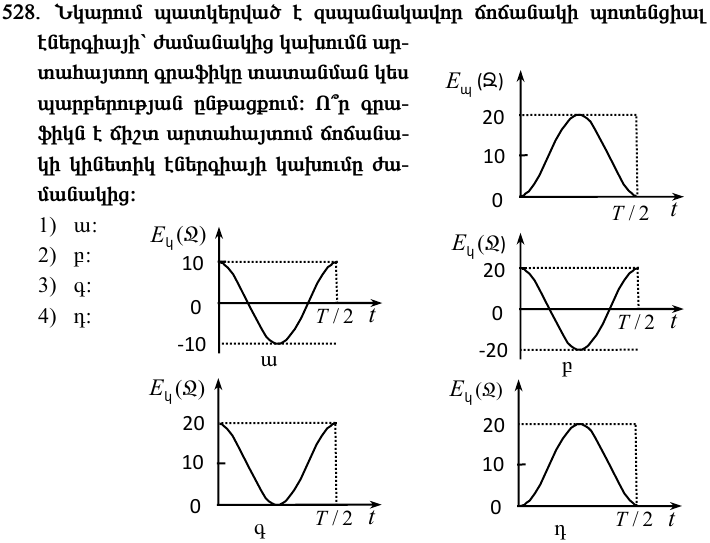 528. Նկարում պատկերված է զսպանակավոր ճոճանակի պոտենցիալ
էներգիայի՝ ժամանակից կախումն ար-
տահայտող գրաֆիկը տատանման կես
պարբերության ընթացքում: Ո՞ր գրա-
ֆիկն է ճիշտ արտահայտում ճոճանա-
կի կինետիկ էներգիայի կախումը ժա-
մանակից:
1) ա:
2) բ:
3) գ:
4) դ:
Eպ (Ջ)
20
10
0
T / 2 t
Eկ (Ջ)
10
0
-10
T / 2 t
ա
Eկ (Ջ)
20
0
-20
T / 2 t
բ
Eկ (Ջ)
20
10
0
T / 2 t
գ
Eկ (Ջ)
20
10
0
T / 2 t
դ